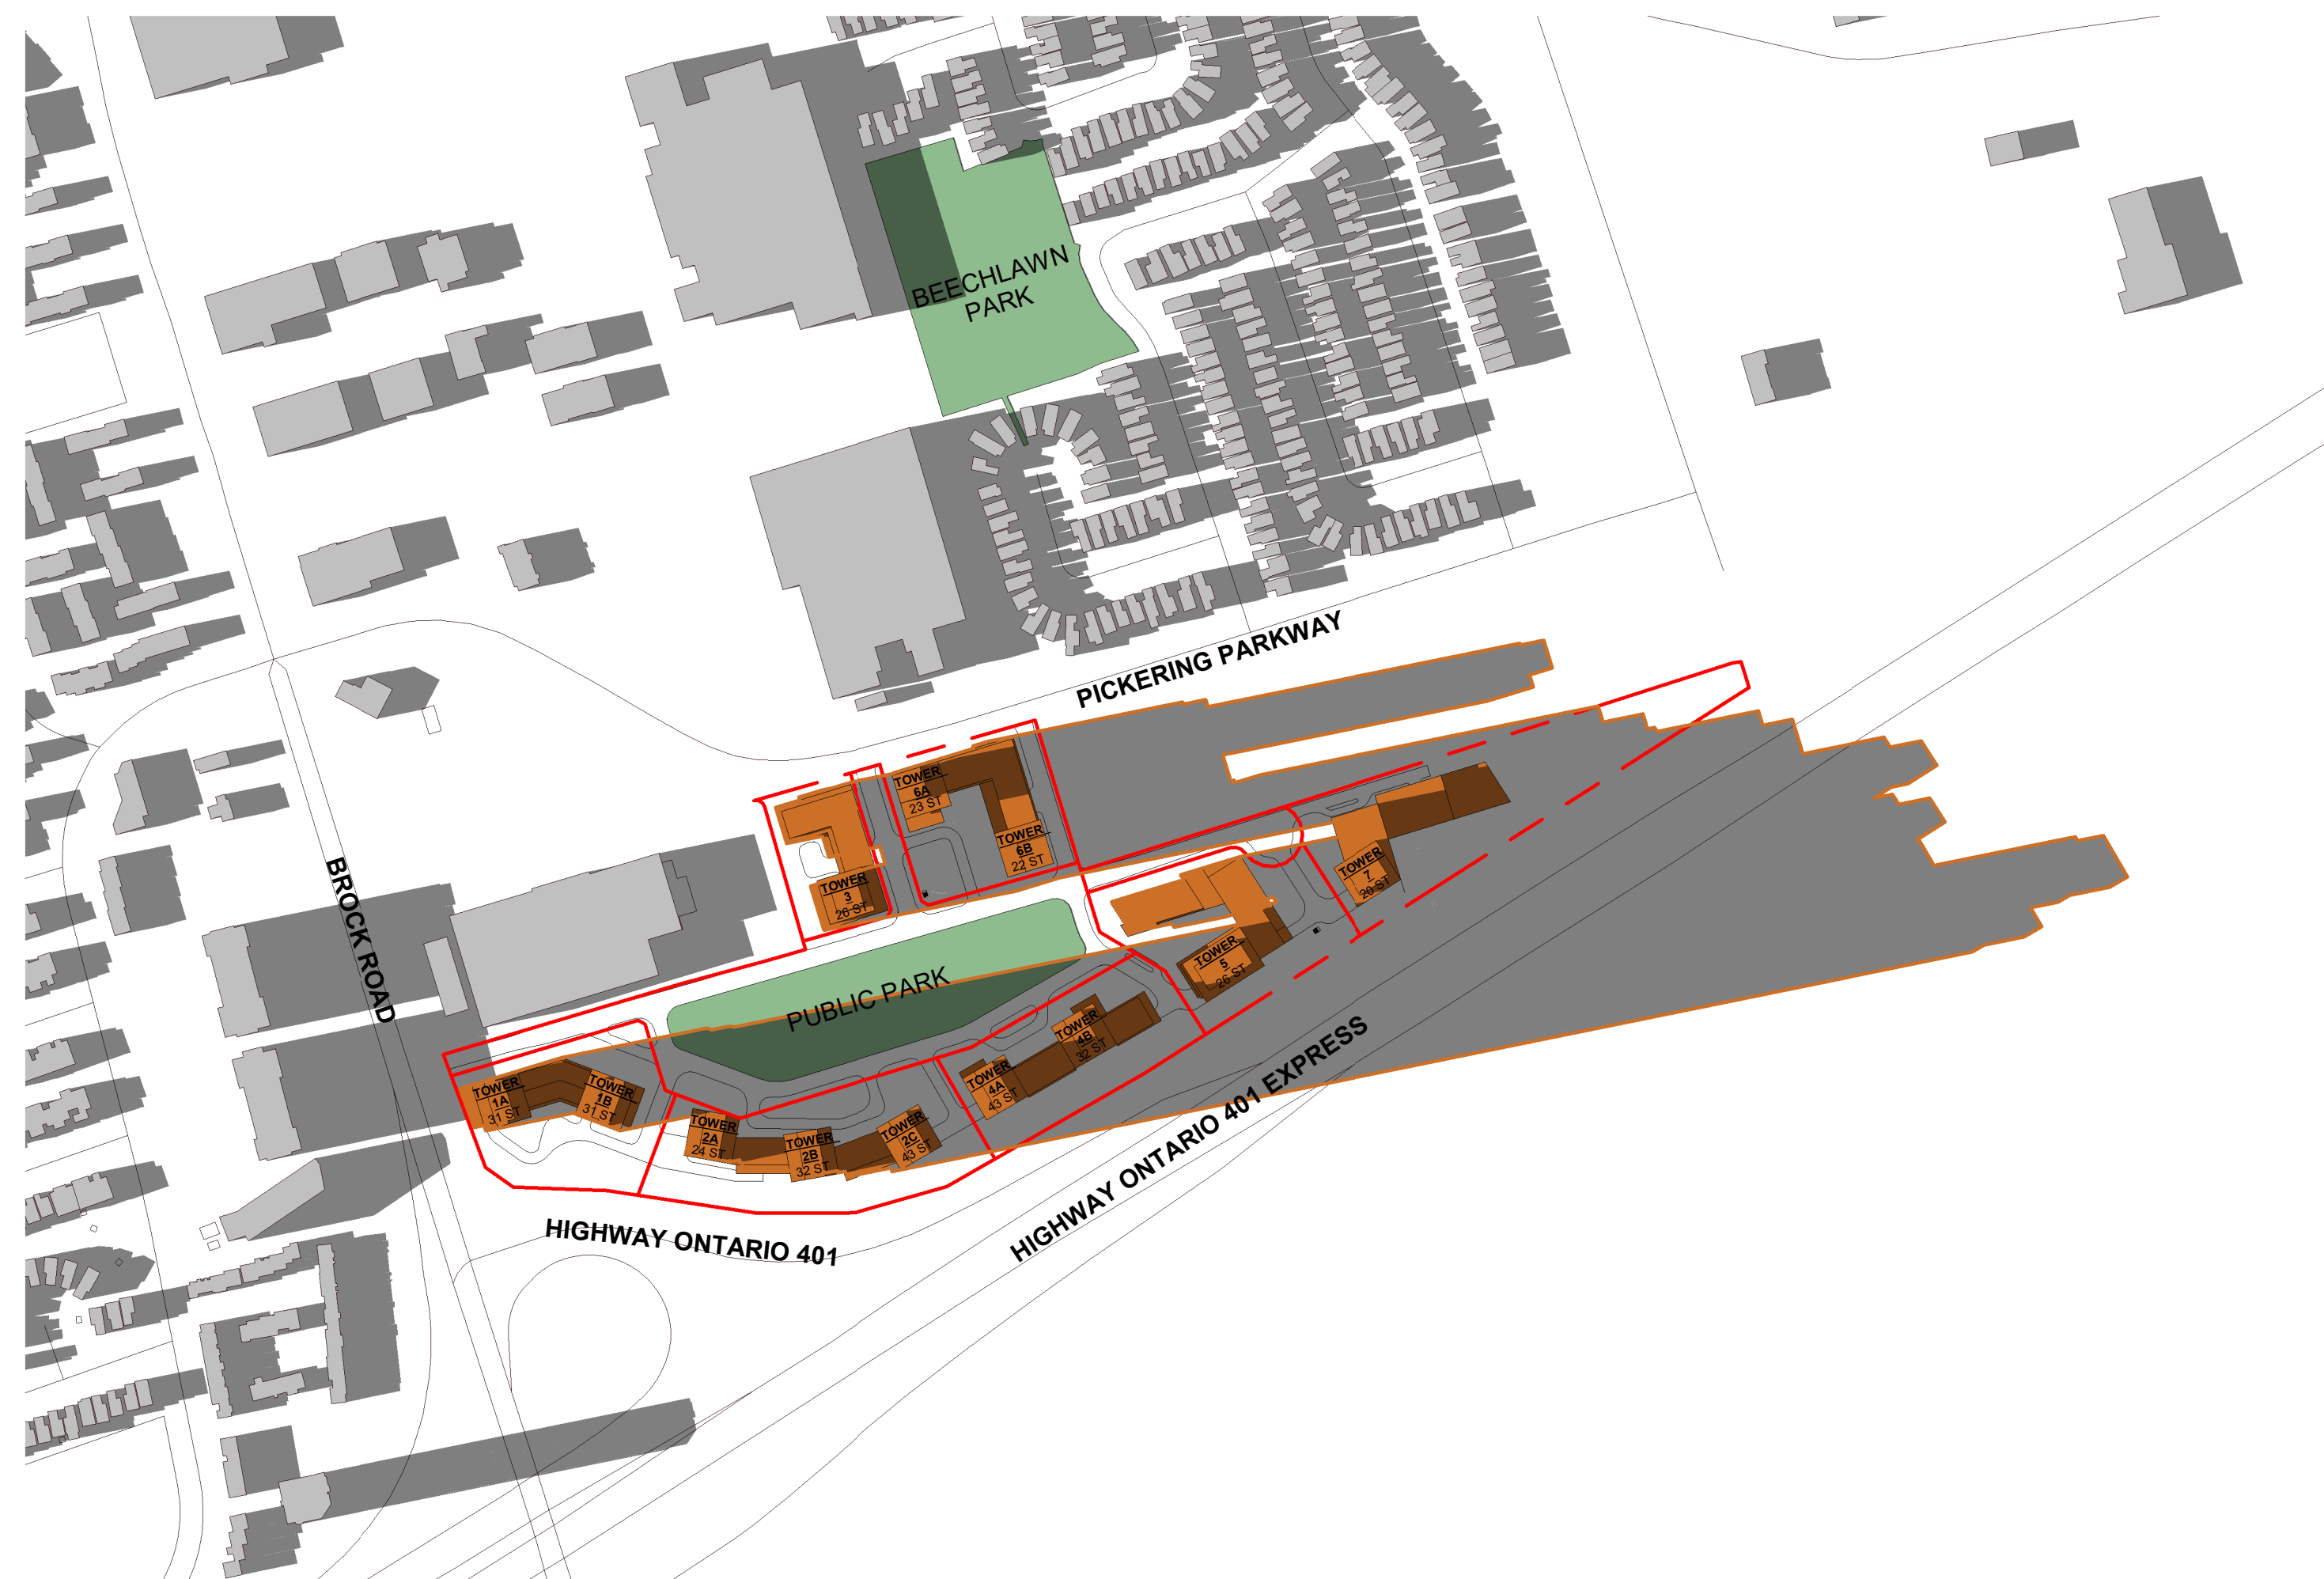 BEECHLAWN
PARK
PICKERING PARKWAY
TOWER
6A
23 ST
TOWER
6B
22 ST
TOWER
3
26 ST
TOWER
7
20 ST
BROCK ROAD
PUBLIC PARK
TOWER
5
26 ST
TOWER
4B
32 ST
TOWER
4A
43 ST
TOWER
1A
31 ST
TOWER
1B
31 ST
TOWER
2A
24 ST
TOWER
2B
32 ST
TOWER
2C
43 ST
HIGHWAY ONTARIO 401 EXPRESS
HIGHWAY ONTARIO 401